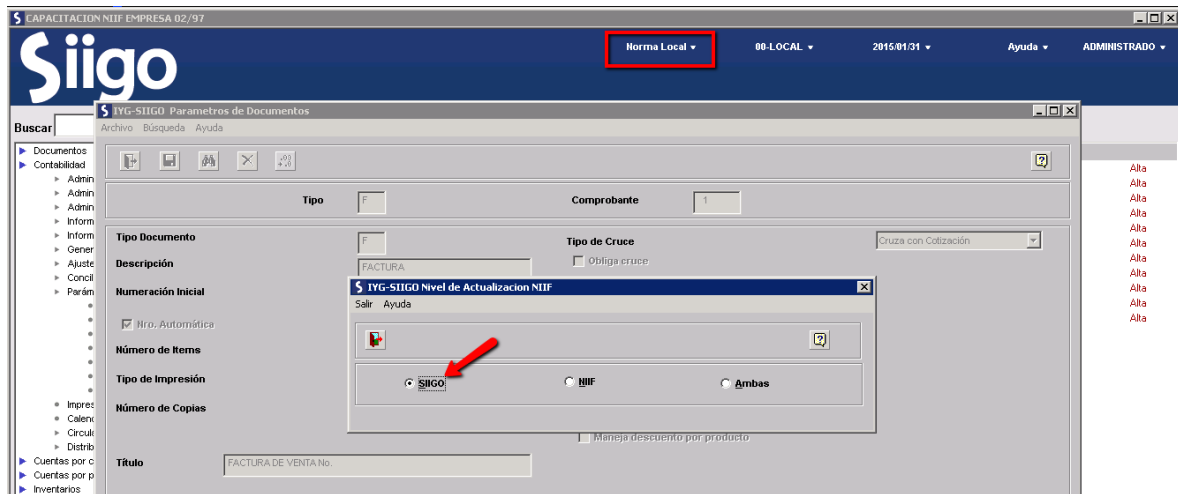 CAPACITACION NIIF EMPRESA 02/97
Siigo
Norma Local
00-LOCAL
2015/01/31
Ayuda
ADMINISTRADO
IYG-SIIGO Parametros de Documentos
Buscar
Archivo Búsqueda Ayuda
Documentos
Contabilidad
Admin
Admin
Admin
Inform
Inform
Gener
Ajuste
Concil
Parám
Impres
Calend
Circula
Distrib
Cuentas por c
Cuentas por p
Inventarios
Tipo F Comprobante 1
Tipo Documento F Tipo de Cruce Cruza con Cotización
Obliga cruce
Descripción FACTURA
Numeración Inicial
Nro. Automática
Número de Items
Tipo de Impresión
Número de Copias
Maneja descuento por producto
Título FACTURA DE VENTA No.
IYG-SIIGO Nivel de Actualizacion NIIF
Salir Ayuda
SIIGO NIIF Ambas
Alta
Alta
Alta
Alta
Alta
Alta
Alta
Alta
Alta
Alta
Alta